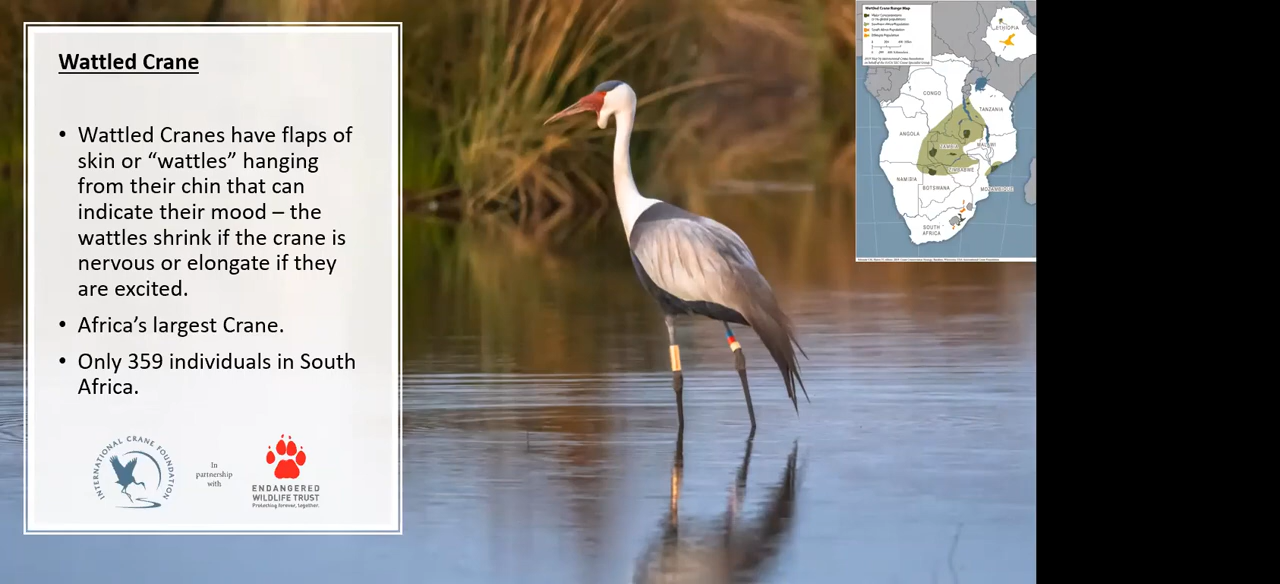 Wattled Crane
• Wattled Cranes have flaps of
skin or “wattles” hanging
from their chin that can
indicate their mood – the
wattles shrink if the crane is
nervous or elongate if they
are excited.
• Africa’s largest Crane.
• Only 359 individuals in South
Africa.
INTERNATIONAL CRANE FOUNDATION
In
partnership
with
ENDANGERED
WILDLIFE TRUST
Protecting forever, together.
Wattled Crane Range Map
ETHIOPIA
CONGO
TANZANIA
ANGOLA
ZAMBIA
MALAWI
ZIMBABWE
NAMIBIA
BOTSWANA
MOZAMBIQUE
SOUTH
AFRICA